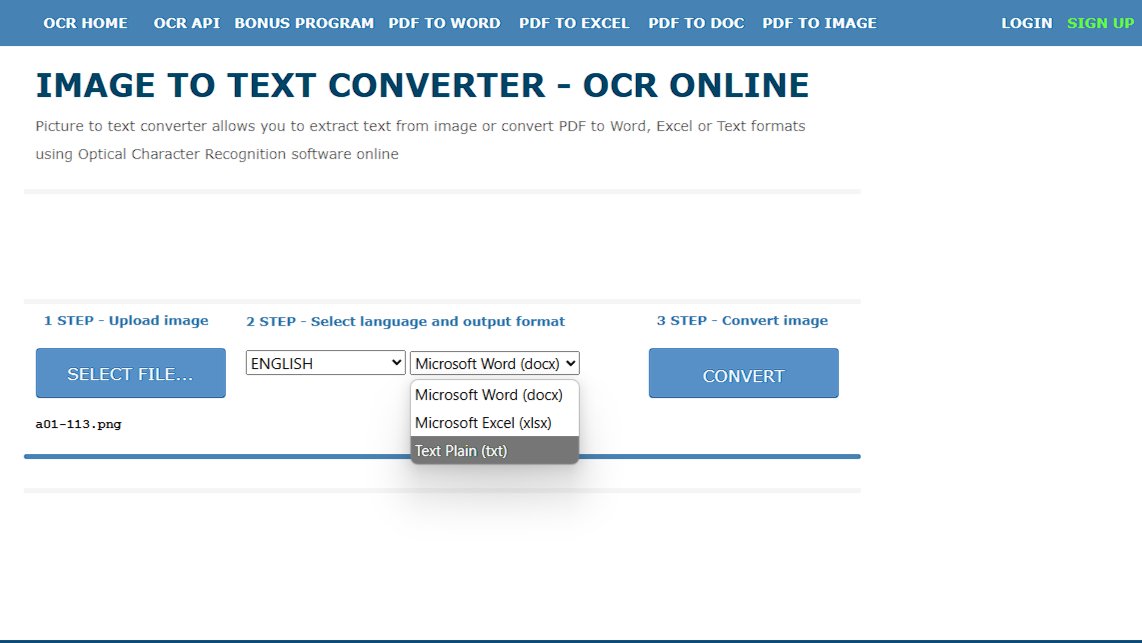 OCR HOME OCR API BONUS PROGRAM PDF TO WORD PDF TO EXCEL PDF TO DOC PDF TO IMAGE LOGIN SIGN UP
IMAGE TO TEXT CONVERTER - OCR ONLINE
Picture to text converter allows you to extract text from image or convert PDF to Word, Excel or Text formats
using Optical Character Recognition software online
1 STEP - Upload image
2 STEP - Select language and output format
3 STEP - Convert image
SELECT FILE...
ENGLISH
Microsoft Word (docx)
CONVERT
Microsoft Word (docx)
Microsoft Excel (xlsx)
Text Plain (txt)
a01-113.png